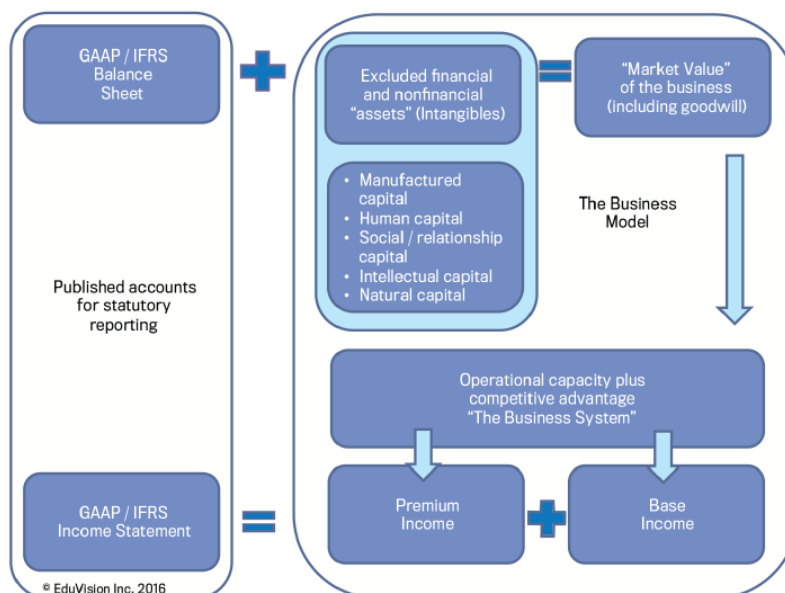 GAAP / IFRS
Balance
Sheet
Excluded financial
and nonfinancial
“assets” (Intangibles)
“Market Value”
of the business
(including goodwill)
• Manufactured
capital
• Human capital
• Social / relationship
capital
• Intellectual capital
• Natural capital
The Business
Model
Published accounts
for statutory
reporting
Operational capacity plus
competitive advantage
“The Business System”
GAAP / IFRS
Income Statement
Premium
Income
Base
Income
© EduVision Inc. 2016